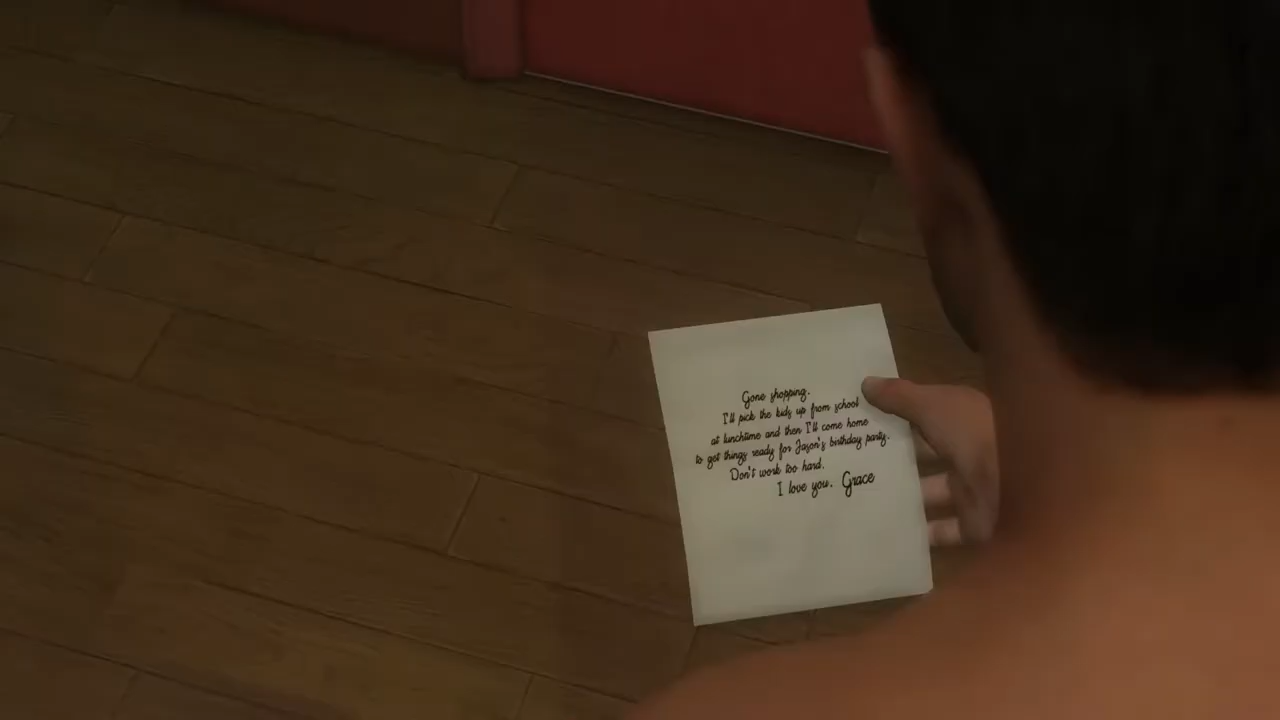 Gone shopping.
I'll pick the kids up from school
at lunchtime and then I'll come home
to get things ready for Jason's birthday party.
Don't work too hard.
I love you. Grace